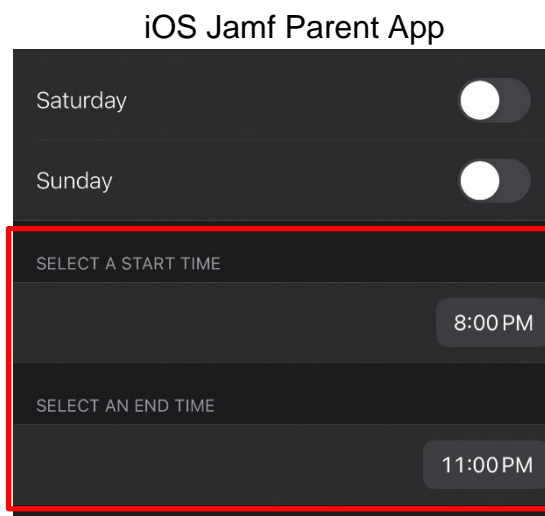 iOS Jamf Parent App
Saturday
Sunday
SELECT A START TIME
8:00 PM
SELECT AN END TIME
11:00 PM